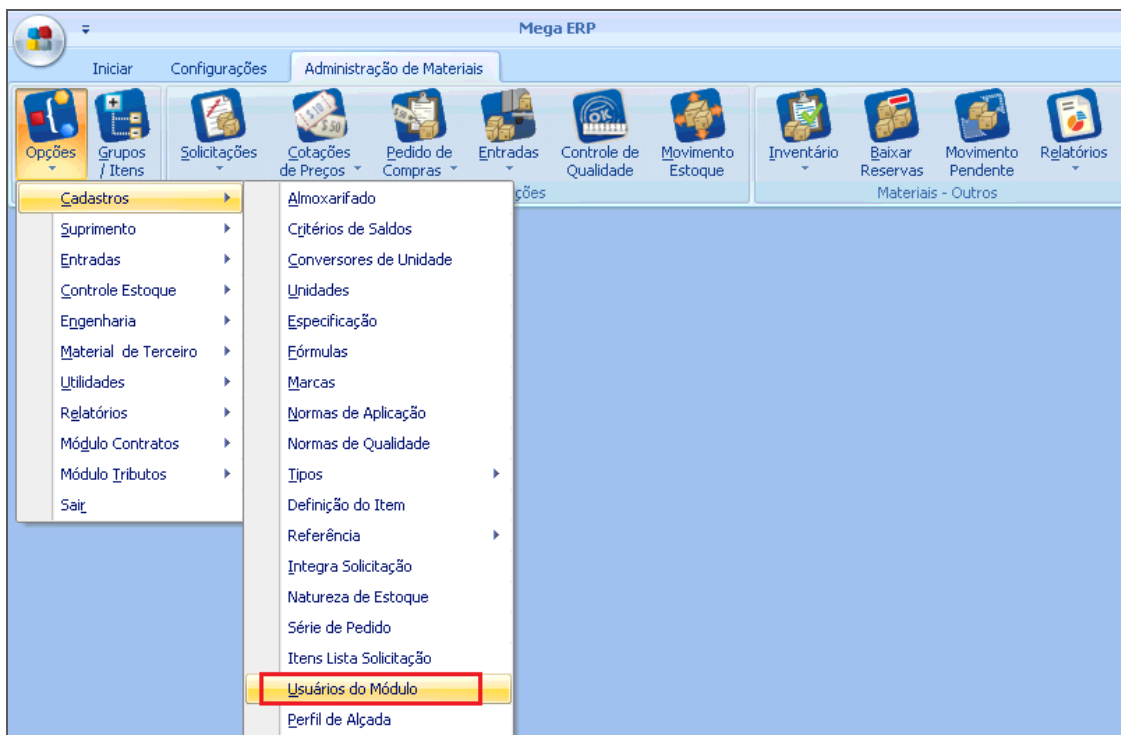 Mega ERP
Iniciar Configurações Administração de Materiais
Opções Grupos / Itens Solicitações Cotações de Preços Pedido de Compras Entradas Controle de Qualidade Movimento Estoque Inventário Baixar Reservas Movimento Pendente Relatórios
ções Materiais - Outros
Cadastros
Suprimento
Entradas
Controle Estoque
Engenharia
Material de Terceiro
Utilidades
Relatórios
Módulo Contratos
Módulo Tributos
Sair
Almoxarifado
Critérios de Saldos
Conversores de Unidade
Unidades
Especificação
Fórmulas
Marcas
Normas de Aplicação
Normas de Qualidade
Tipos
Definição do Item
Referência
Integra Solicitação
Natureza de Estoque
Série de Pedido
Itens Lista Solicitação
Usuários do Módulo
Perfil de Alçada